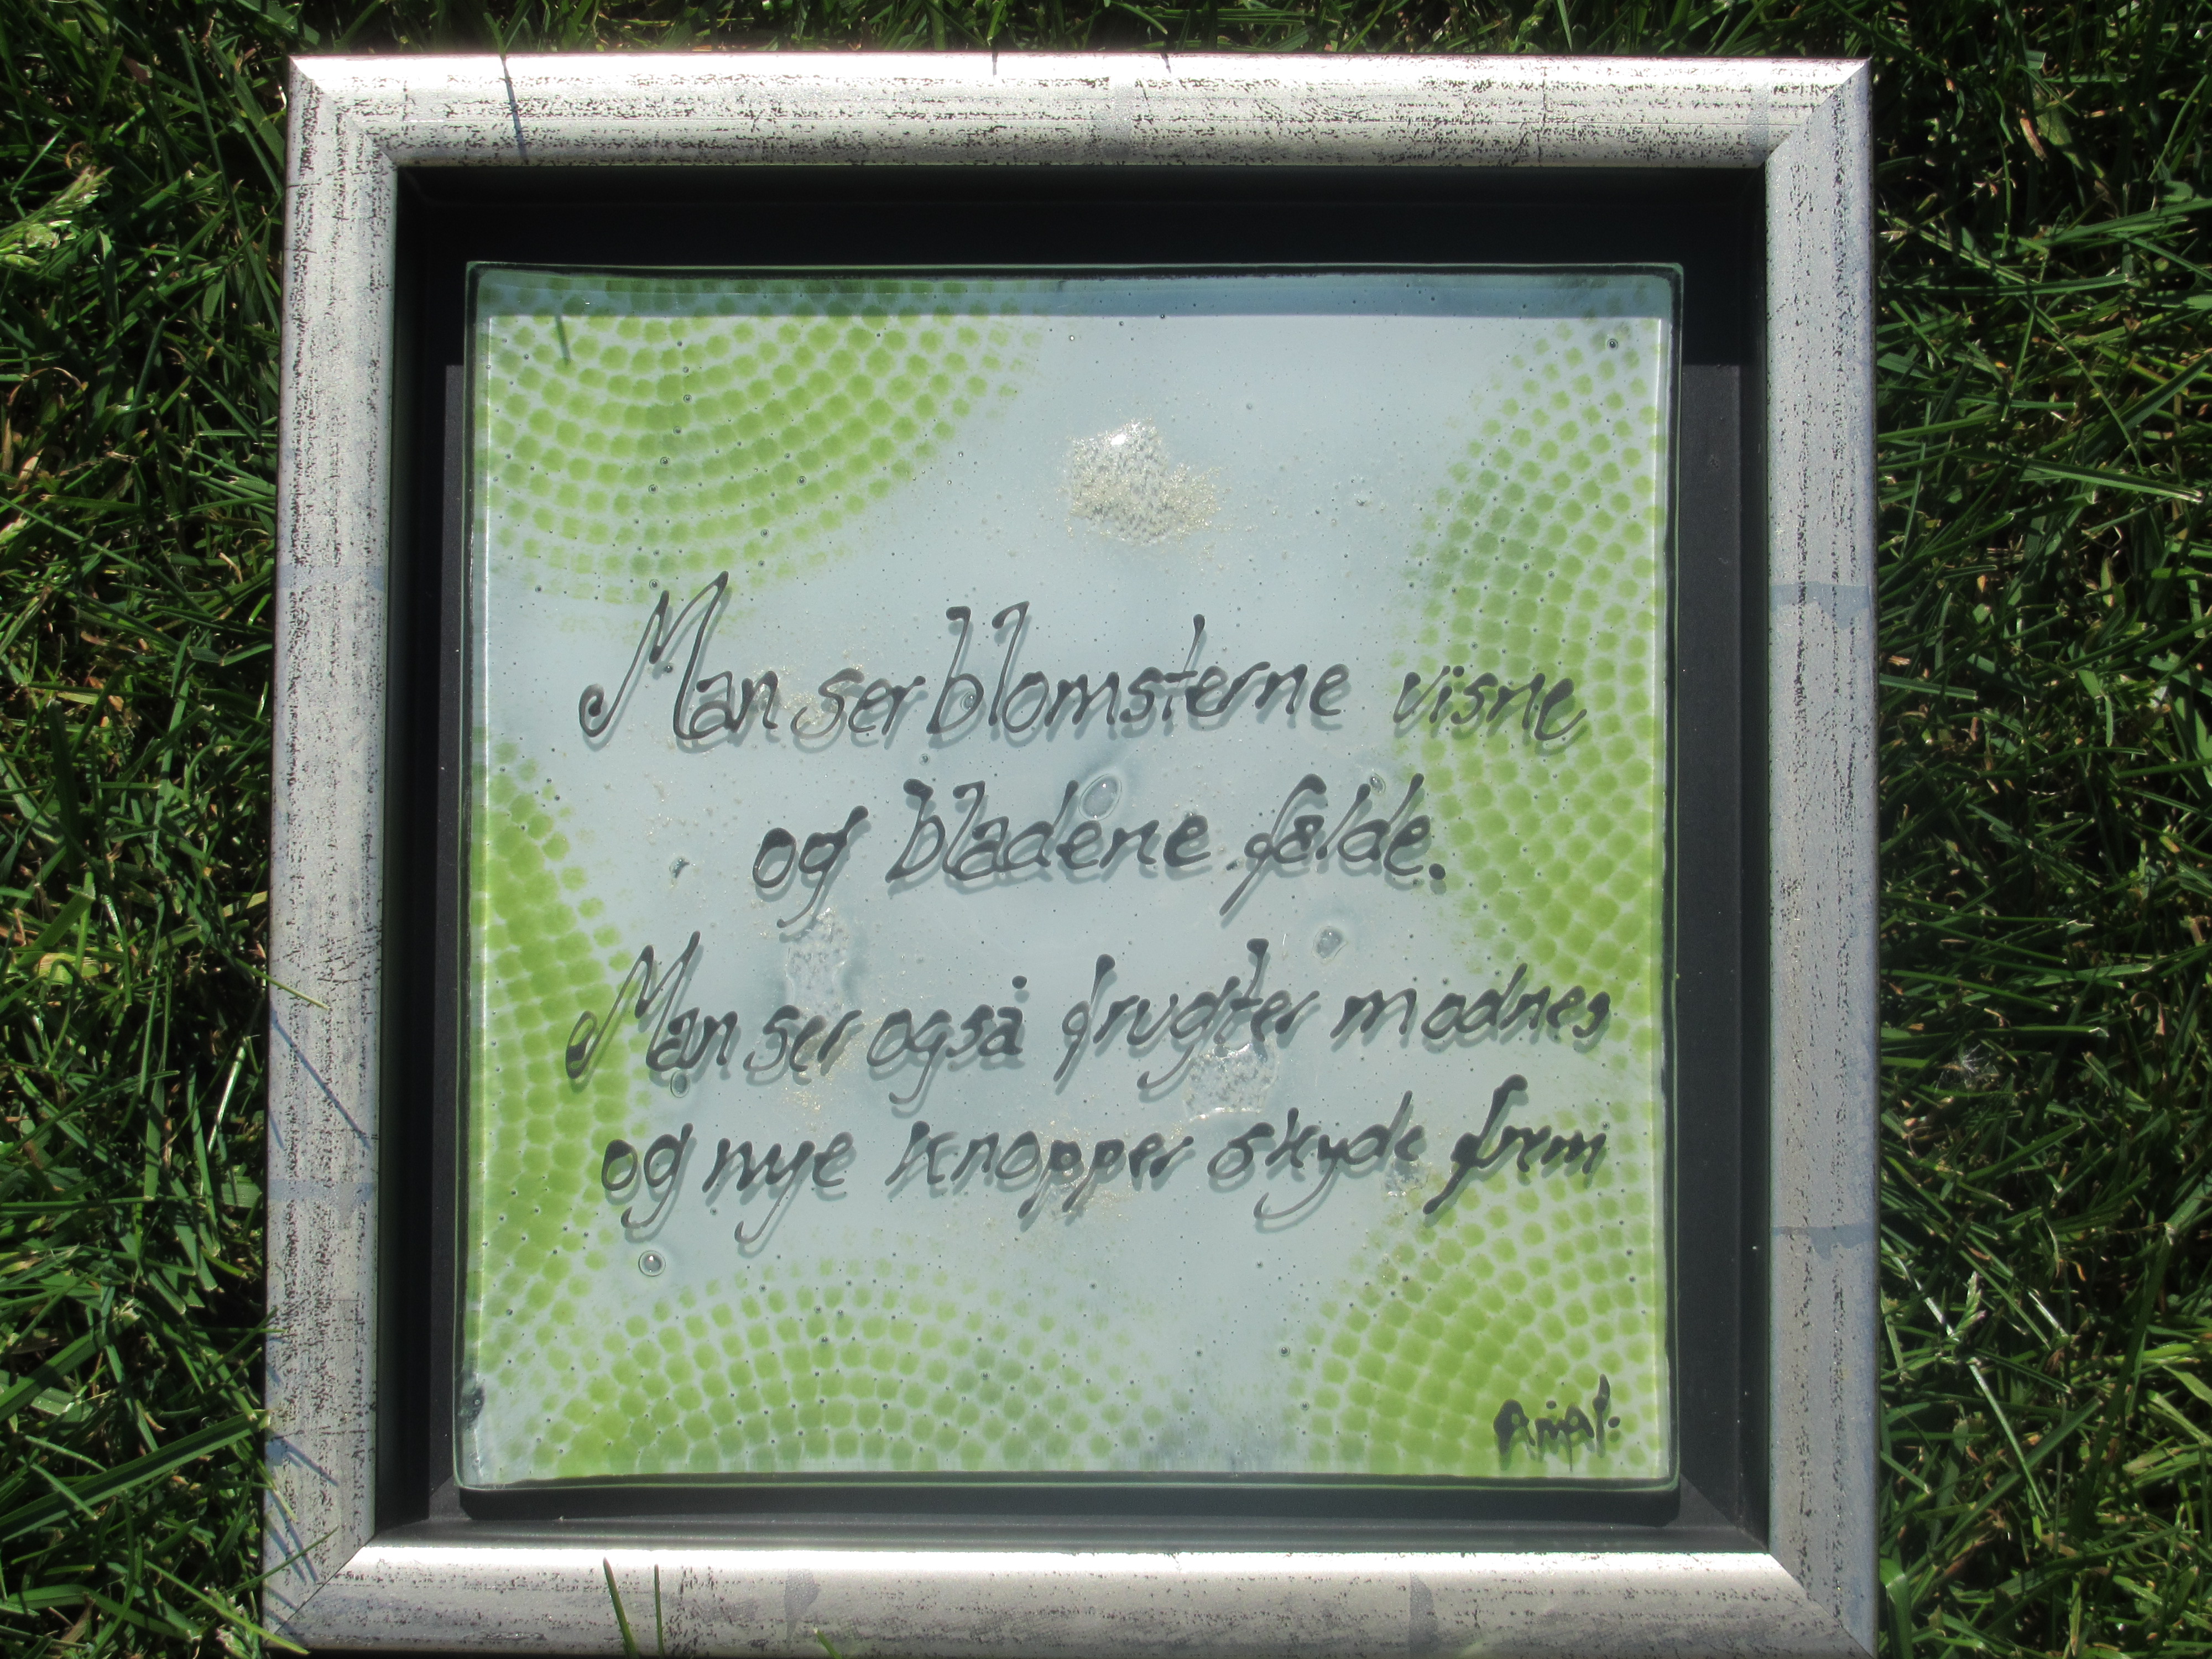 Man ser blomsterne visne
og bladene falde.
Man ser også frugter modnes
og nye knopper skyde frem